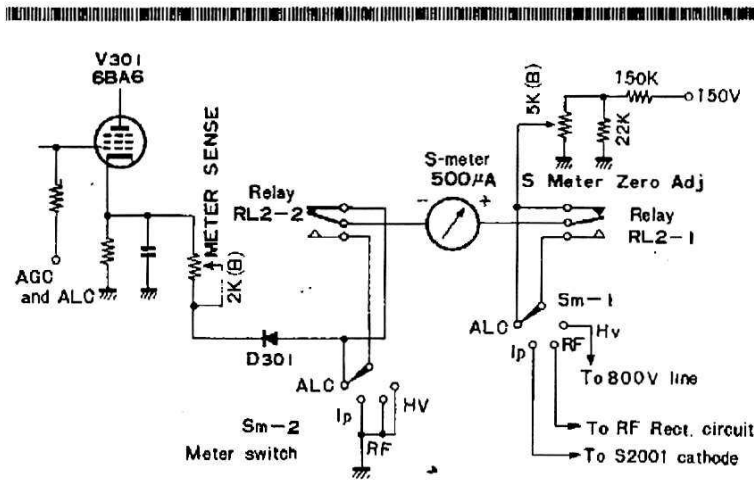 V301
6BA6
METER SENSE
2K(B)
AGC
and ALC
D301
Relay
RL2-2
S-meter
500μA
-
+
5K(B)
150K
150V
22K
S Meter Zero Adj
Relay
RL2-1
Sm-1
ALC
Ip
RF
Hv
To 800V line
To RF Rect. circuit
To S2001 cathode
ALC
Ip
RF
HV
Sm-2
Meter switch